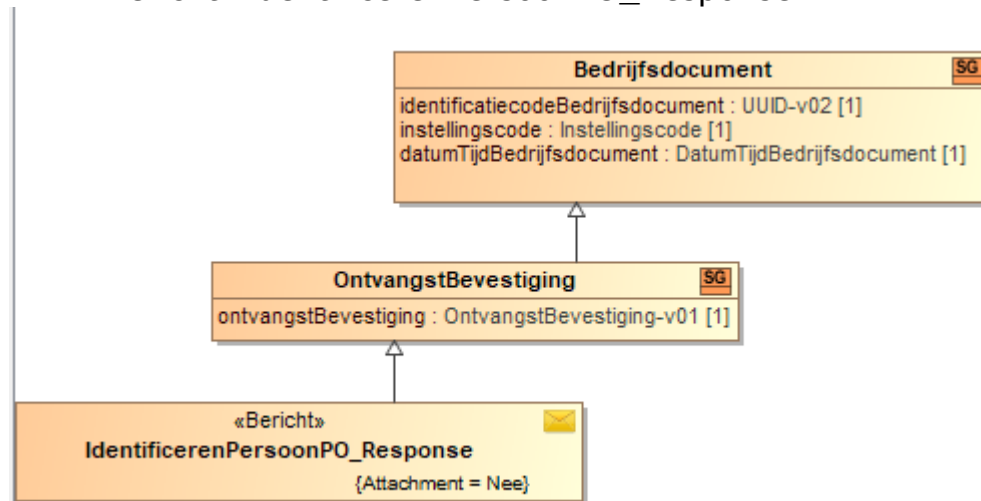 Bedrijfsdocument SG
identificatiecodeBedrijfsdocument : UUID-v02 [1]
instellingscode : Instellingscode [1]
datumTijdBedrijfsdocument : DatumTijdBedrijfsdocument [1]
OntvangstBevestiging SG
ontvangstBevestiging : OntvangstBevestiging-v01 [1]
«Bericht»
IdentificerenPersoonPO_Response
{Attachment = Nee}